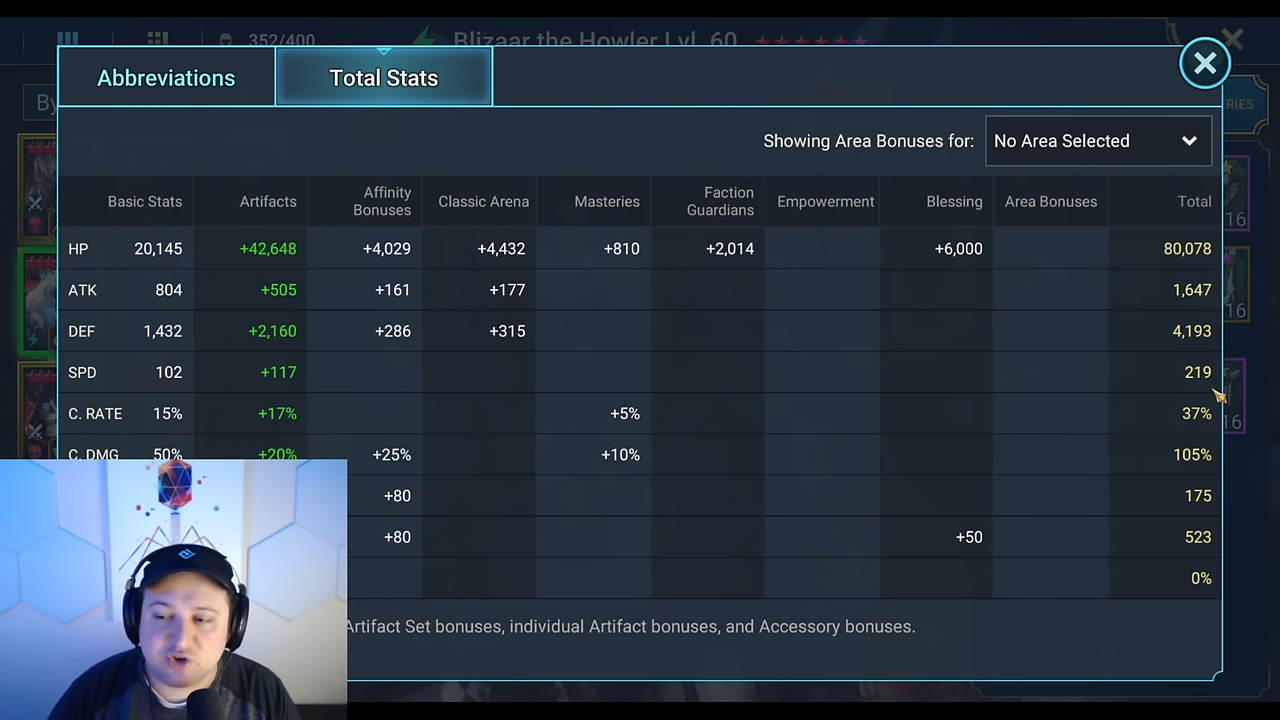 352/400 Blizaar the Howler Lvl. 60
Abbreviations Total Stats
By
Showing Area Bonuses for: No Area Selected
Basic Stats Artifacts Affinity Bonuses Classic Arena Masteries Faction Guardians Empowerment Blessing Area Bonuses Total
HP 20,145 +42,648 +4,029 +4,432 +810 +2,014 +6,000 80,078
ATK 804 +505 +161 +177 1,647
DEF 1,432 +2,160 +286 +315 4,193
SPD 102 +117 219
C. RATE 15% +17% +5% 37%
C. DMG 50% +20% +25% +10% 105%
+80 175
+80 +50 523
0%
Artifact Set bonuses, individual Artifact bonuses, and Accessory bonuses.
16
16
16